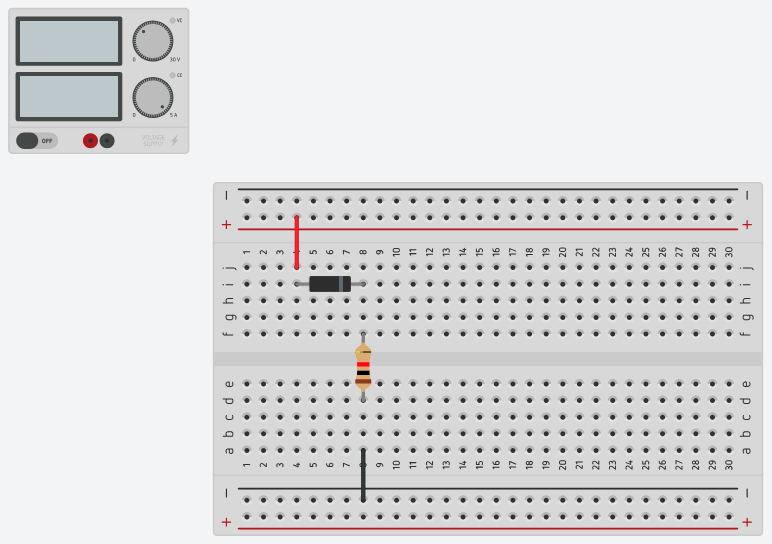 VC
0 30 V
CC
0 5 A
OFF
VOLTAGE
SUPPLY
− −
+ +
1 2 3 4 5 6 7 8 9 10 11 12 13 14 15 16 17 18 19 20 21 22 23 24 25 26 27 28 29 30
j j
i i
h h
g g
f f
e e
d d
c c
b b
a a
1 2 3 4 5 6 7 8 9 10 11 12 13 14 15 16 17 18 19 20 21 22 23 24 25 26 27 28 29 30
− −
+ +